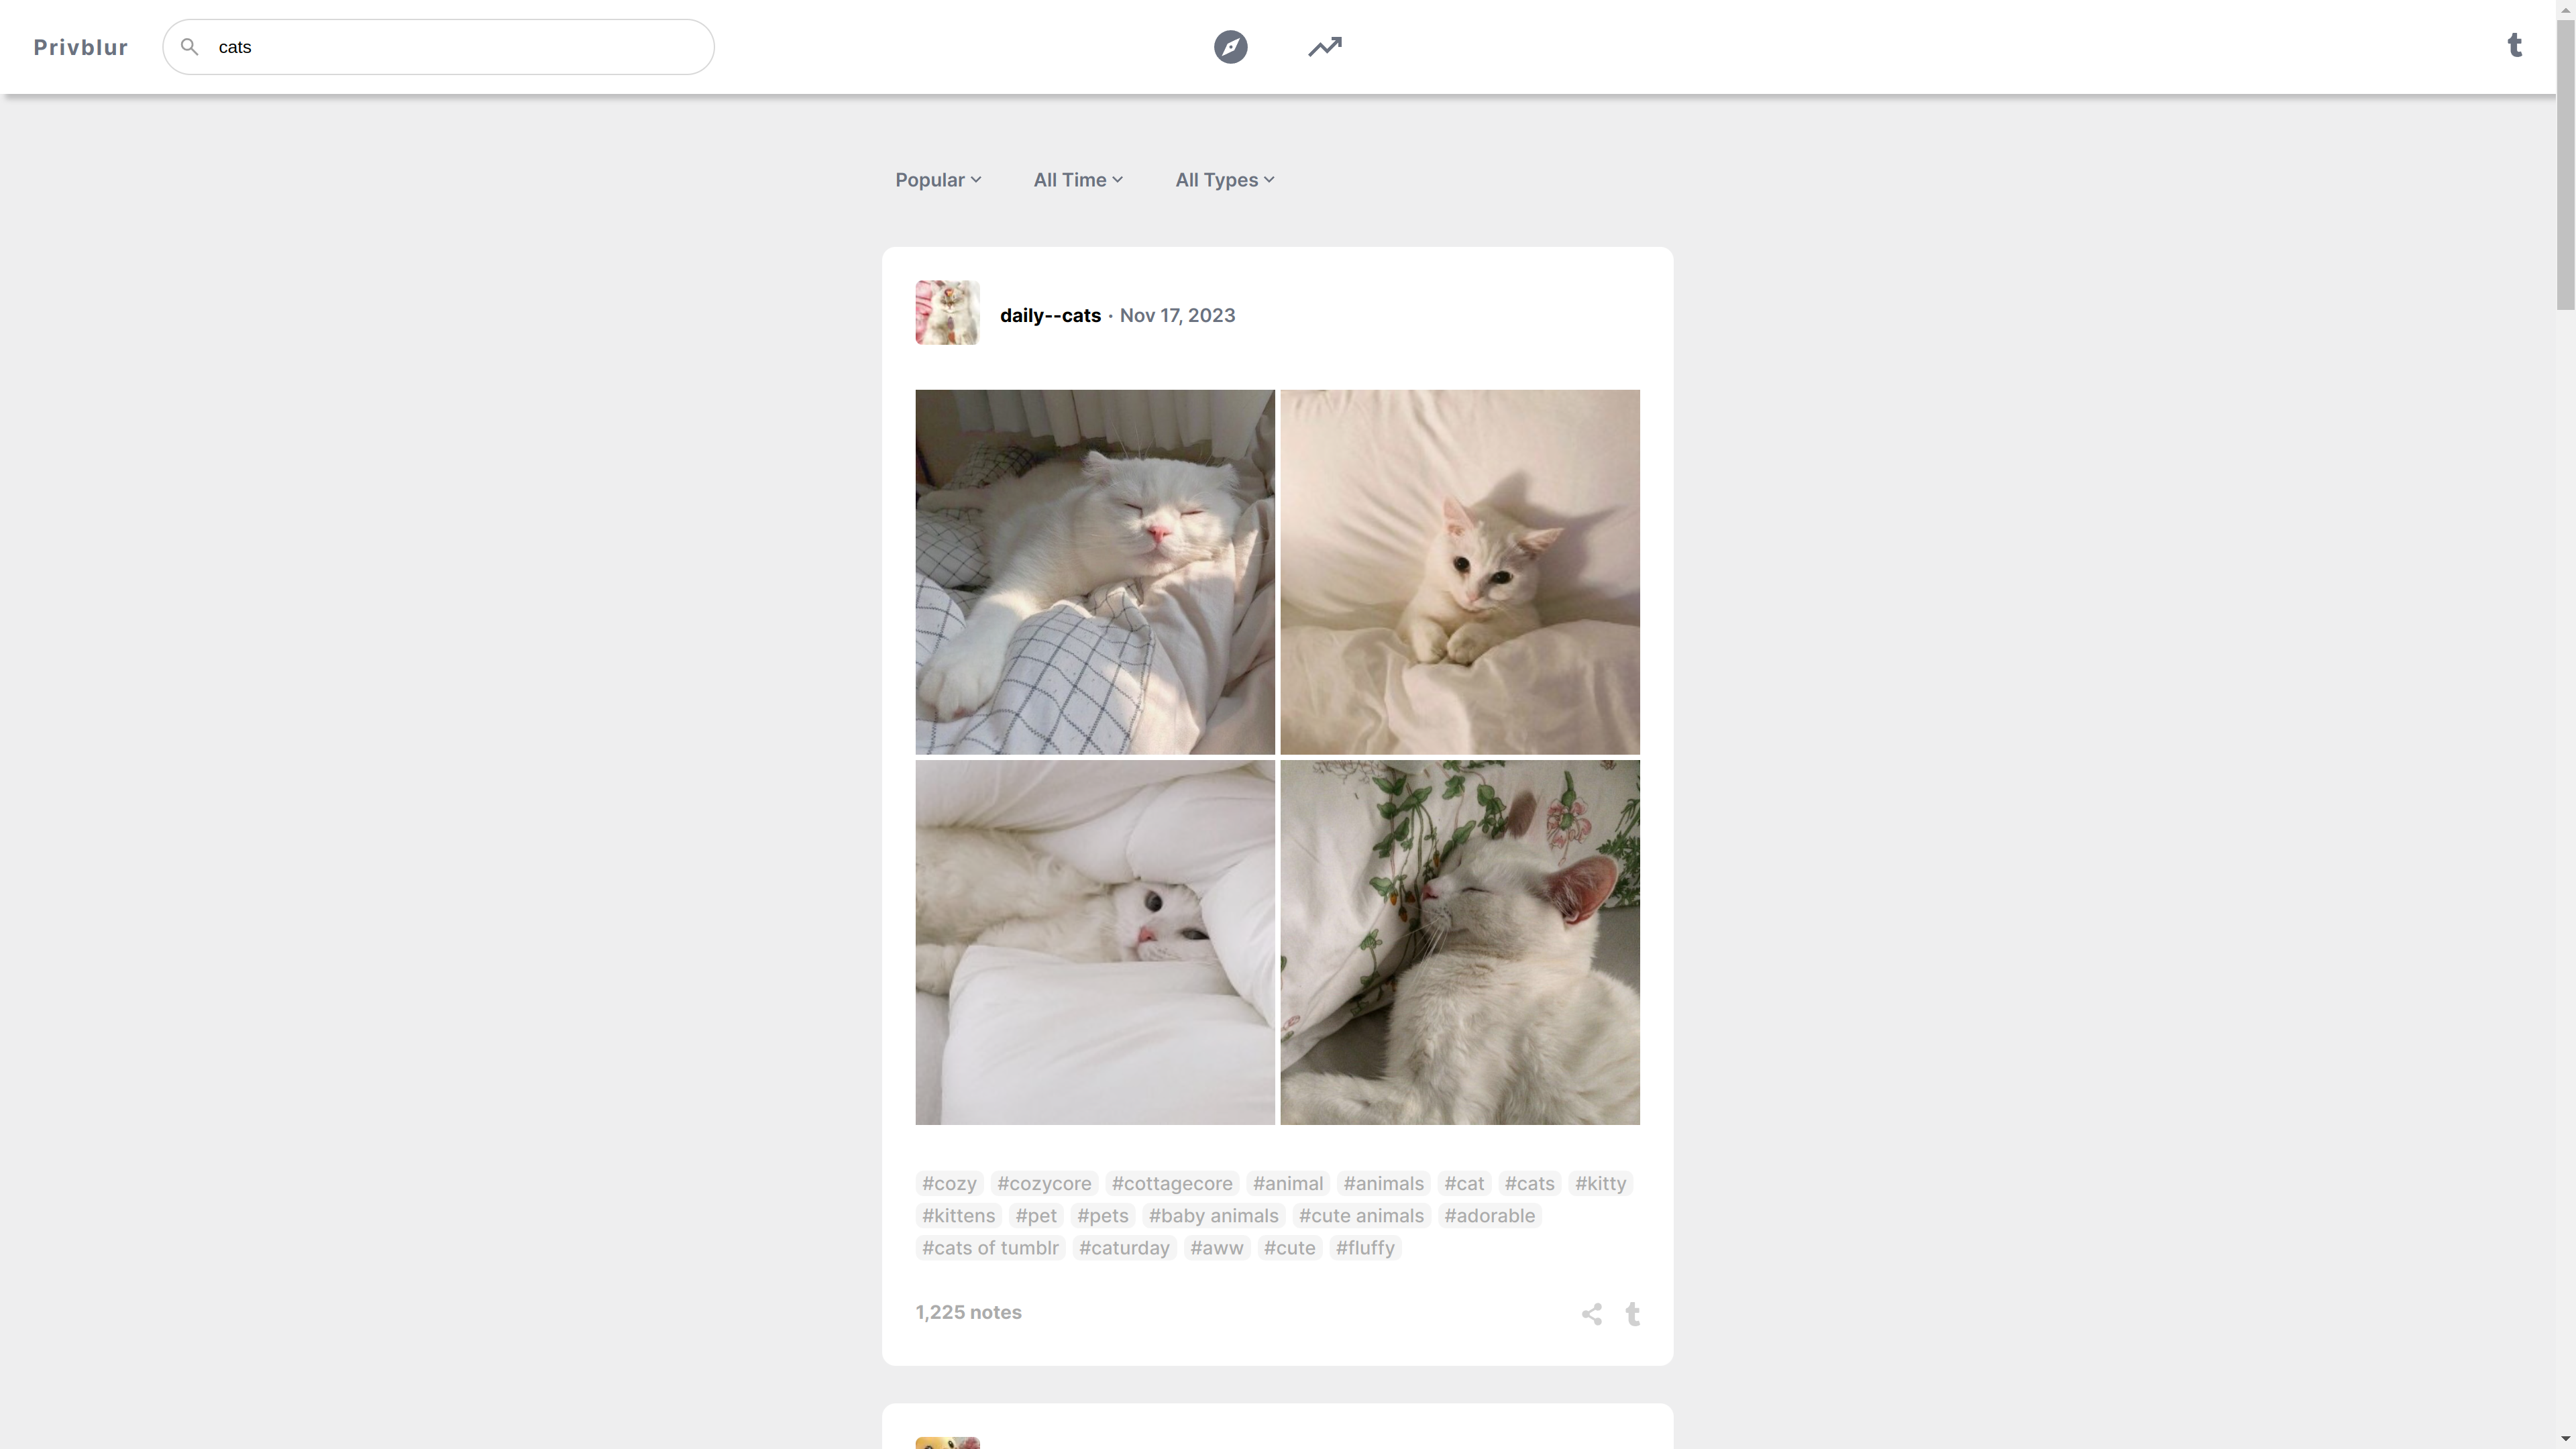 Privblur cats
Popular All Time All Types
daily--cats · Nov 17, 2023
#cozy #cozycore #cottagecore #animal #animals #cat #cats #kitty
#kittens #pet #pets #baby animals #cute animals #adorable
#cats of tumblr #caturday #aww #cute #fluffy
1,225 notes